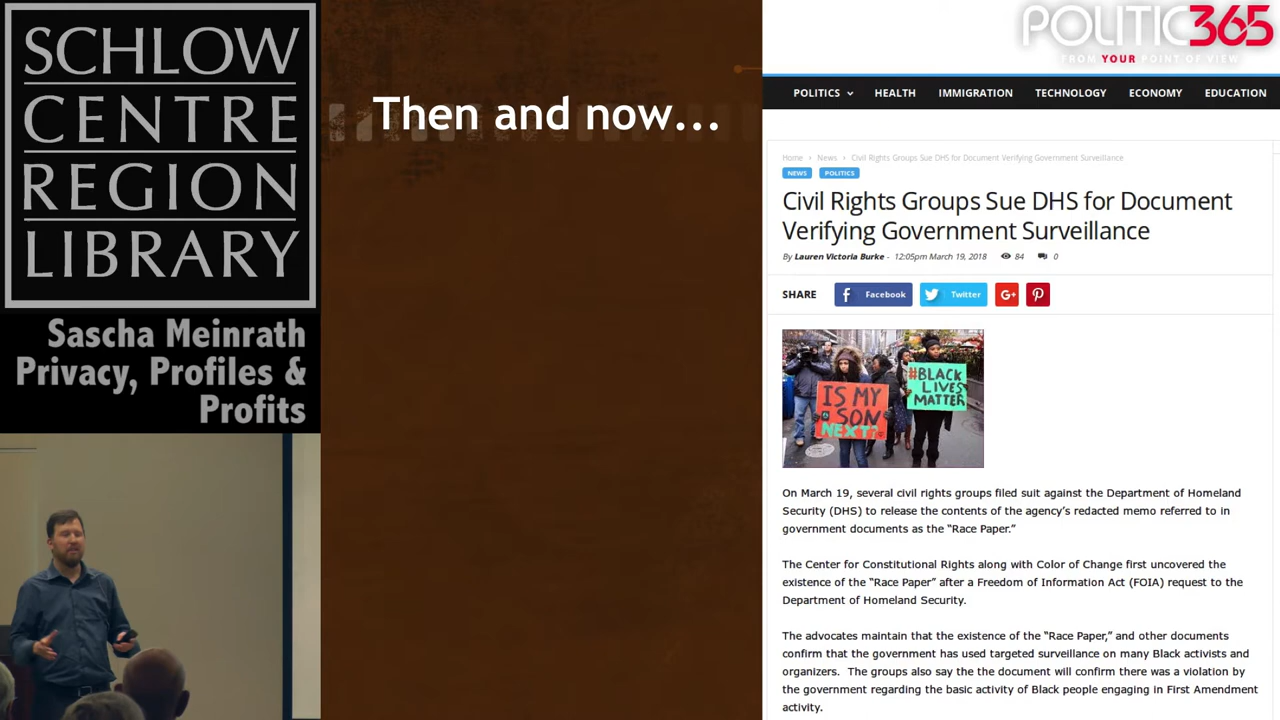 SCHLOW
CENTRE
REGION
LIBRARY
Sascha Meinrath
Privacy, Profiles &
Profits
Then and now...
POLITIC365
FROM YOUR POINT OF VIEW
POLITICS HEALTH IMMIGRATION TECHNOLOGY ECONOMY EDUCATION
Home › News › Civil Rights Groups Sue DHS for Document Verifying Government Surveillance
NEWS POLITICS
Civil Rights Groups Sue DHS for Document
Verifying Government Surveillance
By Lauren Victoria Burke - 12:05pm March 19, 2018 84 0
SHARE Facebook Twitter G+
IS MY
SON
NEXT?
#BLACK
LIVES
MATTER
On March 19, several civil rights groups filed suit against the Department of Homeland
Security (DHS) to release the contents of the agency's redacted memo referred to in
government documents as the “Race Paper.”
The Center for Constitutional Rights along with Color of Change first uncovered the
existence of the “Race Paper” after a Freedom of Information Act (FOIA) request to the
Department of Homeland Security.
The advocates maintain that the existence of the “Race Paper,” and other documents
confirm that the government has used targeted surveillance on many Black activists and
organizers.  The groups also say the the document will confirm there was a violation by
the government regarding the basic activity of Black people engaging in First Amendment
activity.